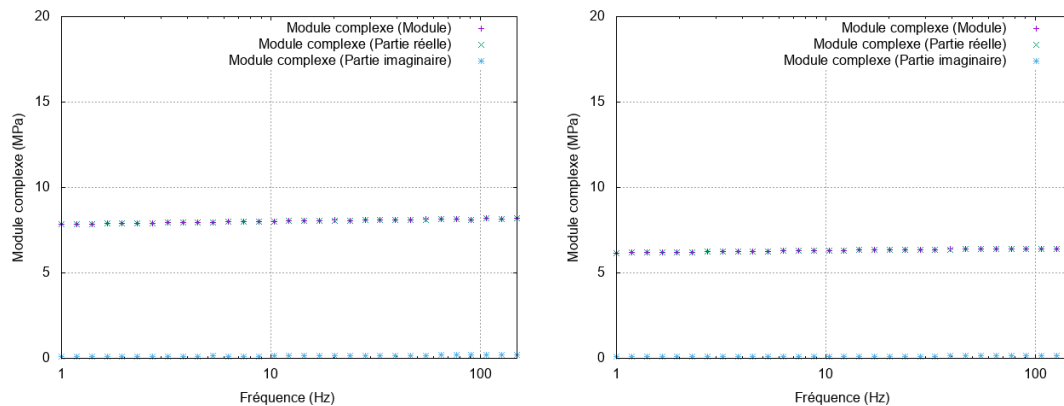 20
Module complexe (Module)
Module complexe (Partie réelle)
Module complexe (Partie imaginaire)
15
10
5
0
Module complexe (MPa)
1
10
100
Fréquence (Hz)
20
Module complexe (Module)
Module complexe (Partie réelle)
Module complexe (Partie imaginaire)
15
10
5
0
Module complexe (MPa)
1
10
100
Fréquence (Hz)